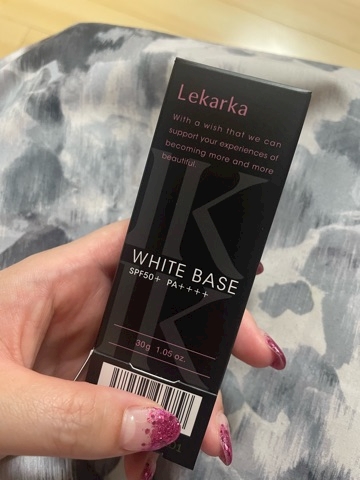 Lekarka
With a wish that we can
support your experiences of
becoming more and more
beautiful.
WHITE BASE
SPF50+ PA++++
30g 1.05 oz.